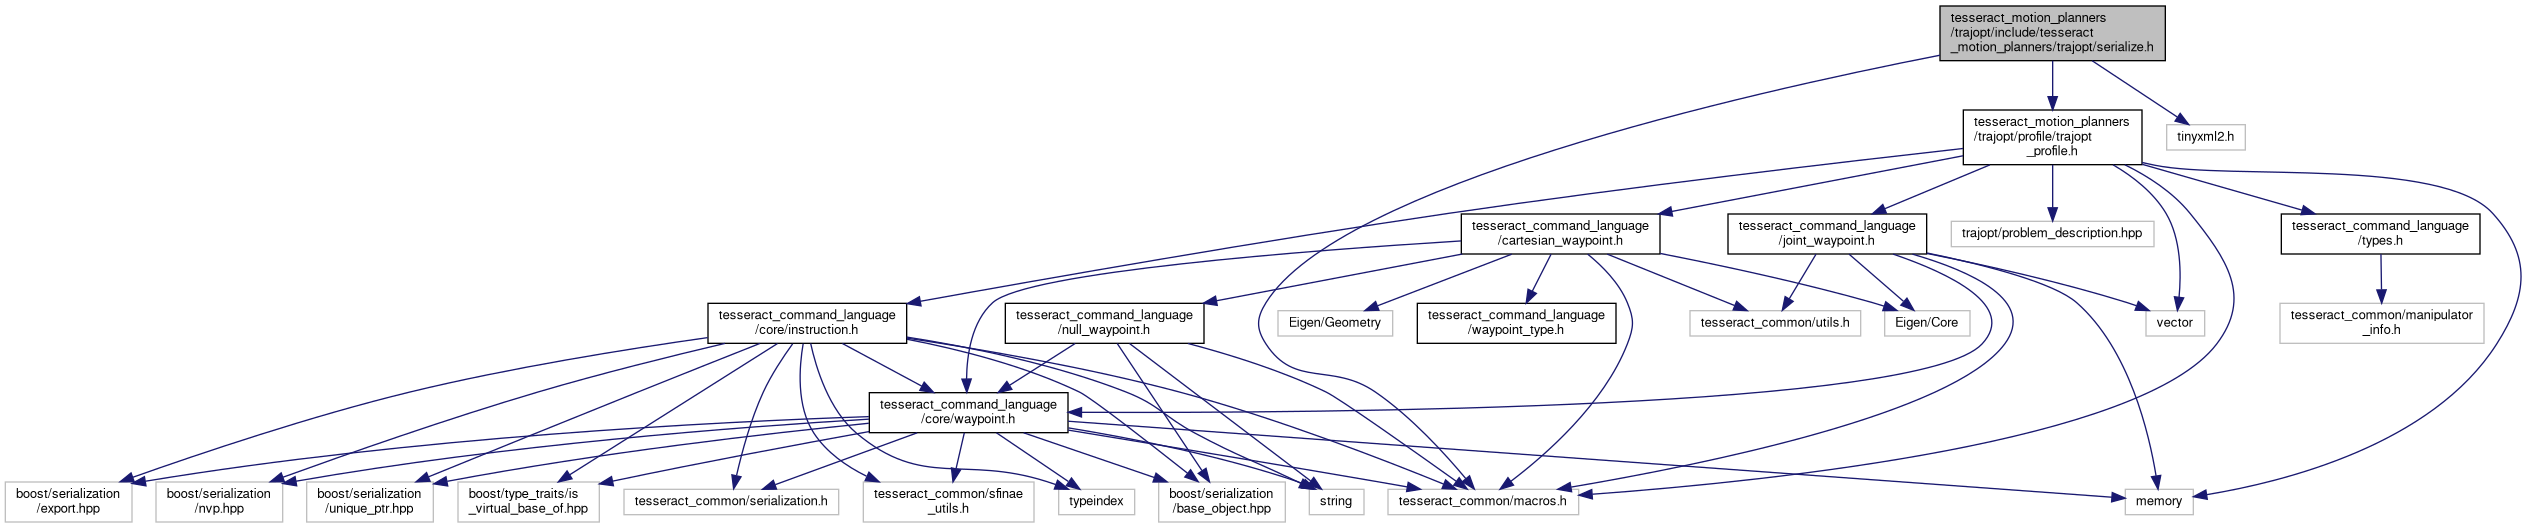 tesseract_motion_planners
/trajopt/include/tesseract
_motion_planners/trajopt/serialize.h
tesseract_motion_planners
/trajopt/profile/trajopt
_profile.h
tinyxml2.h
tesseract_command_language
/cartesian_waypoint.h
tesseract_command_language
/joint_waypoint.h
trajopt/problem_description.hpp
tesseract_command_language
/types.h
tesseract_command_language
/core/instruction.h
tesseract_command_language
/null_waypoint.h
Eigen/Geometry
tesseract_command_language
/waypoint_type.h
tesseract_common/utils.h
Eigen/Core
vector
tesseract_common/manipulator
_info.h
tesseract_command_language
/core/waypoint.h
boost/serialization
/export.hpp
boost/serialization
/nvp.hpp
boost/serialization
/unique_ptr.hpp
boost/type_traits/is
_virtual_base_of.hpp
tesseract_common/serialization.h
tesseract_common/sfinae
_utils.h
typeindex
boost/serialization
/base_object.hpp
string
tesseract_common/macros.h
memory